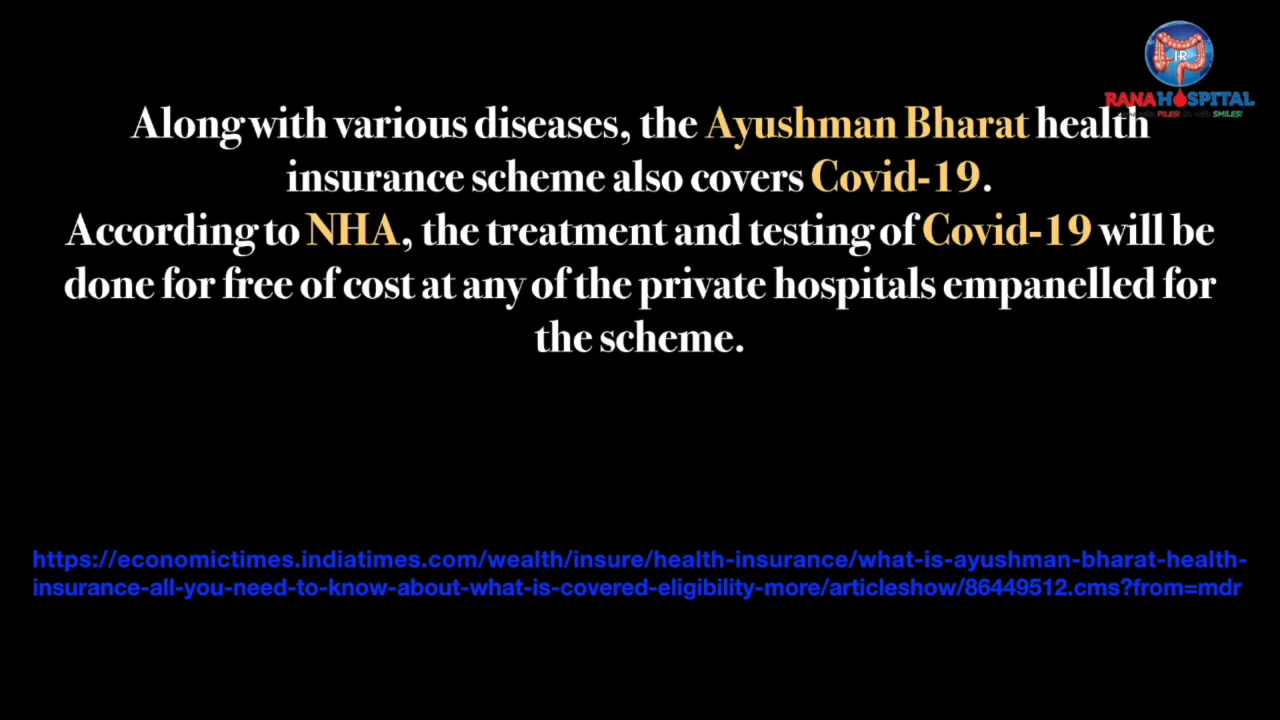 RANA HOSPITAL
PILES! SMILES!
Along with various diseases, the Ayushman Bharat health
insurance scheme also covers Covid-19.
According to NHA, the treatment and testing of Covid-19 will be
done for free of cost at any of the private hospitals empanelled for
the scheme.
https://economictimes.indiatimes.com/wealth/insure/health-insurance/what-is-ayushman-bharat-health-
insurance-all-you-need-to-know-about-what-is-covered-eligibility-more/articleshow/86449512.cms?from=mdr